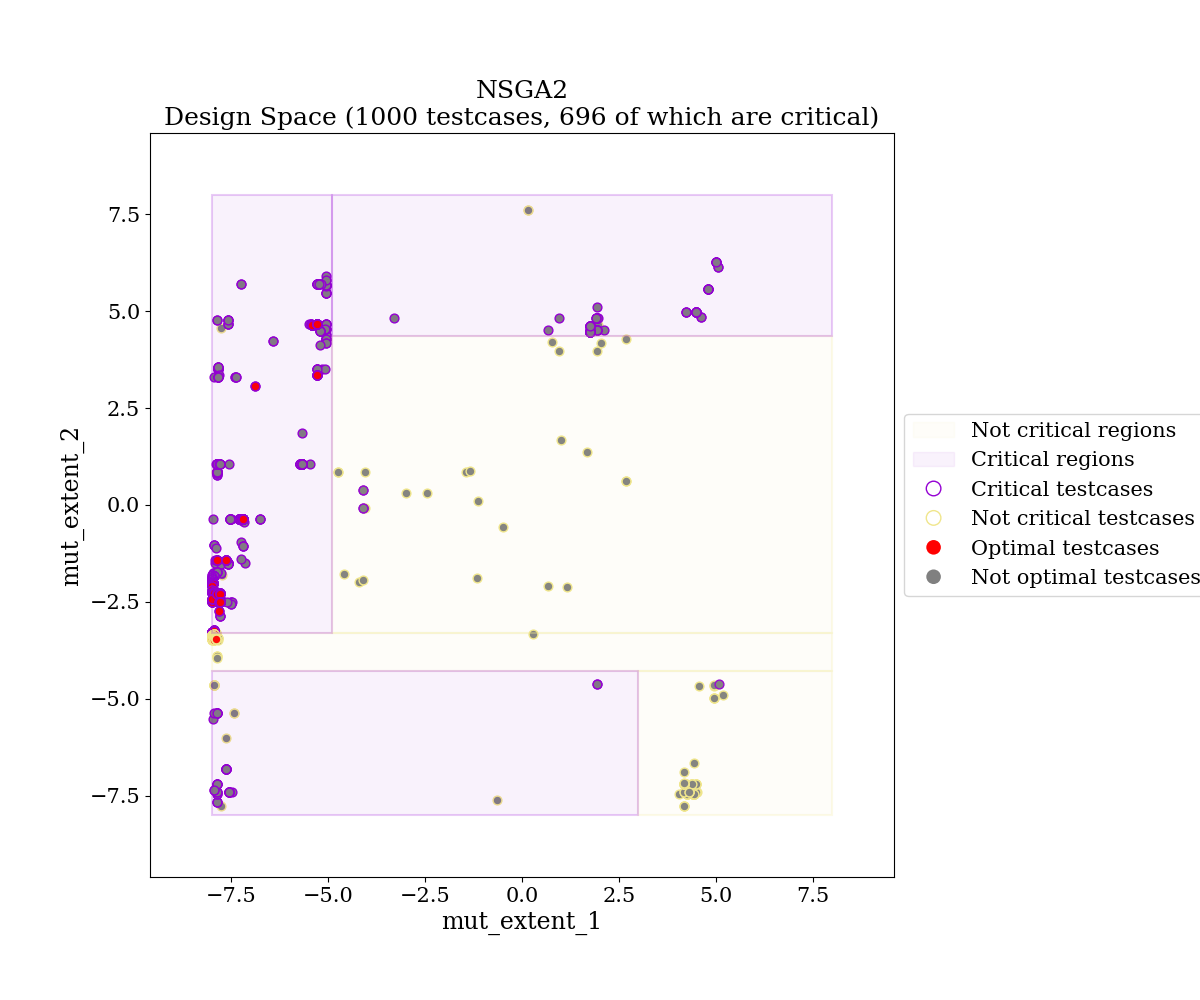 NSGA2
Design Space (1000 testcases, 696 of which are critical)
7.5
5.0
2.5
0.0
−2.5
−5.0
−7.5
mut_extent_2
−7.5 −5.0 −2.5 0.0 2.5 5.0 7.5
mut_extent_1
Not critical regions
Critical regions
Critical testcases
Not critical testcases
Optimal testcases
Not optimal testcases